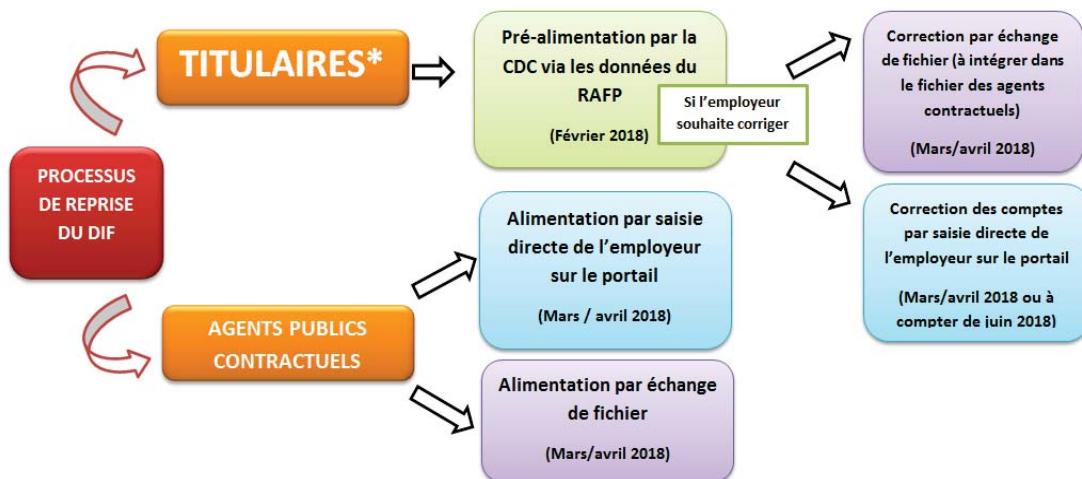 TITULAIRES*
Pré-alimentation par la
CDC via les données du
RAFP
(Février 2018)
Si l'employeur
souhaite corriger
Correction par échange
de fichier (à intégrer dans
le fichier des agents
contractuels)
(Mars/avril 2018)
PROCESSUS
DE REPRISE
DU DIF
Alimentation par saisie
directe de l'employeur
sur le portail
(Mars / avril 2018)
Correction des comptes
par saisie directe de
l'employeur sur le portail
(Mars/avril 2018 ou à
compter de juin 2018)
AGENTS PUBLICS
CONTRACTUELS
Alimentation par échange
de fichier
(Mars/avril 2018)